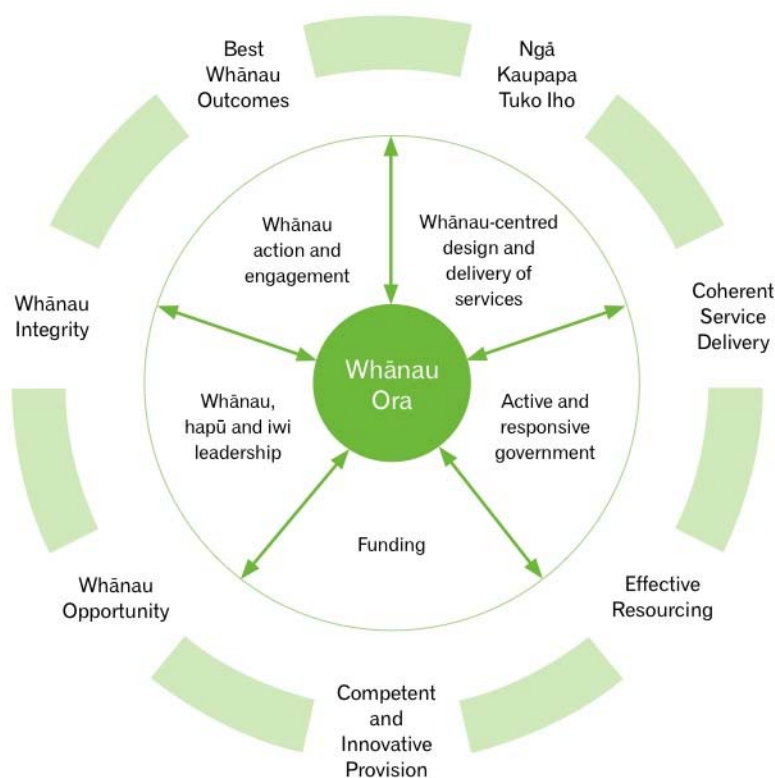 Best
Whānau
Outcomes
Ngā
Kaupapa
Tuko Iho
Whānau
action and
engagement
Whānau-centred
design and
delivery of
services
Whānau
Integrity
Coherent
Service
Delivery
Whānau
Ora
Whānau,
hapū and iwi
leadership
Active and
responsive
government
Funding
Whānau
Opportunity
Effective
Resourcing
Competent
and
Innovative
Provision